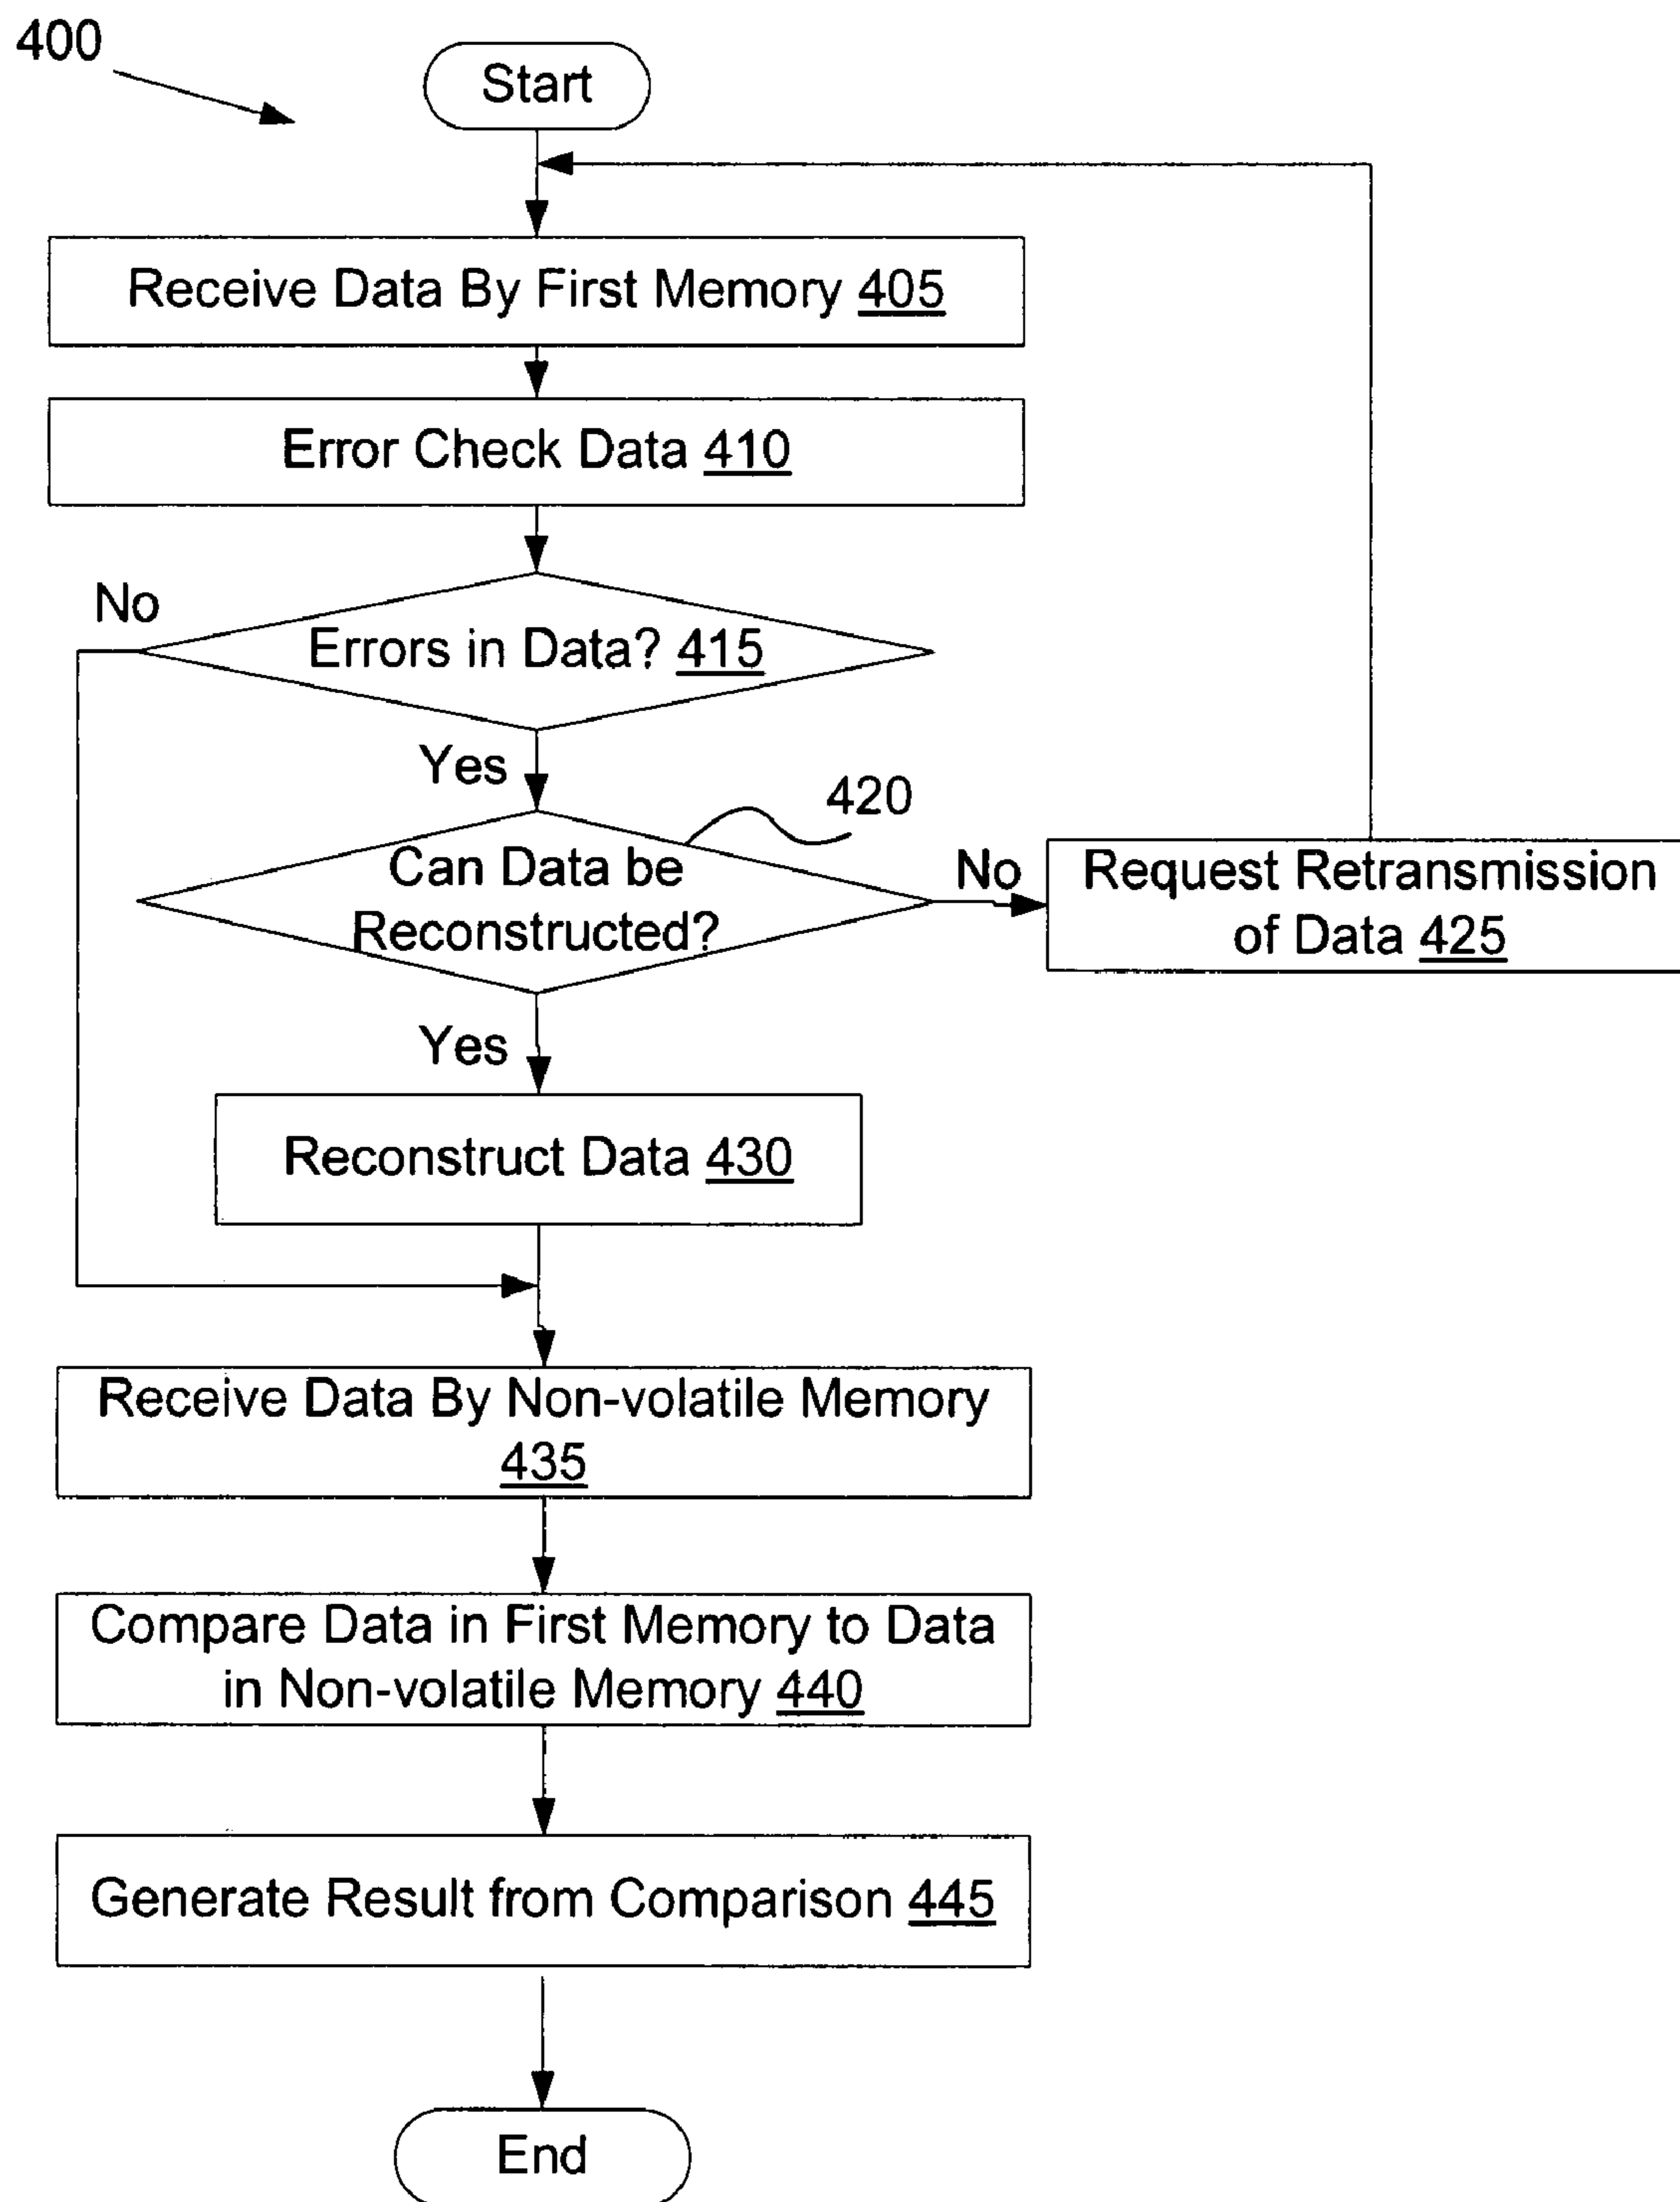 400
Start
Receive Data By First Memory 405
Error Check Data 410
No
Errors in Data? 415
Yes
420
Can Data be
Reconstructed?
No
Request Retransmission
of Data 425
Yes
Reconstruct Data 430
Receive Data By Non-volatile Memory
435
Compare Data in First Memory to Data
in Non-volatile Memory 440
Generate Result from Comparison 445
End